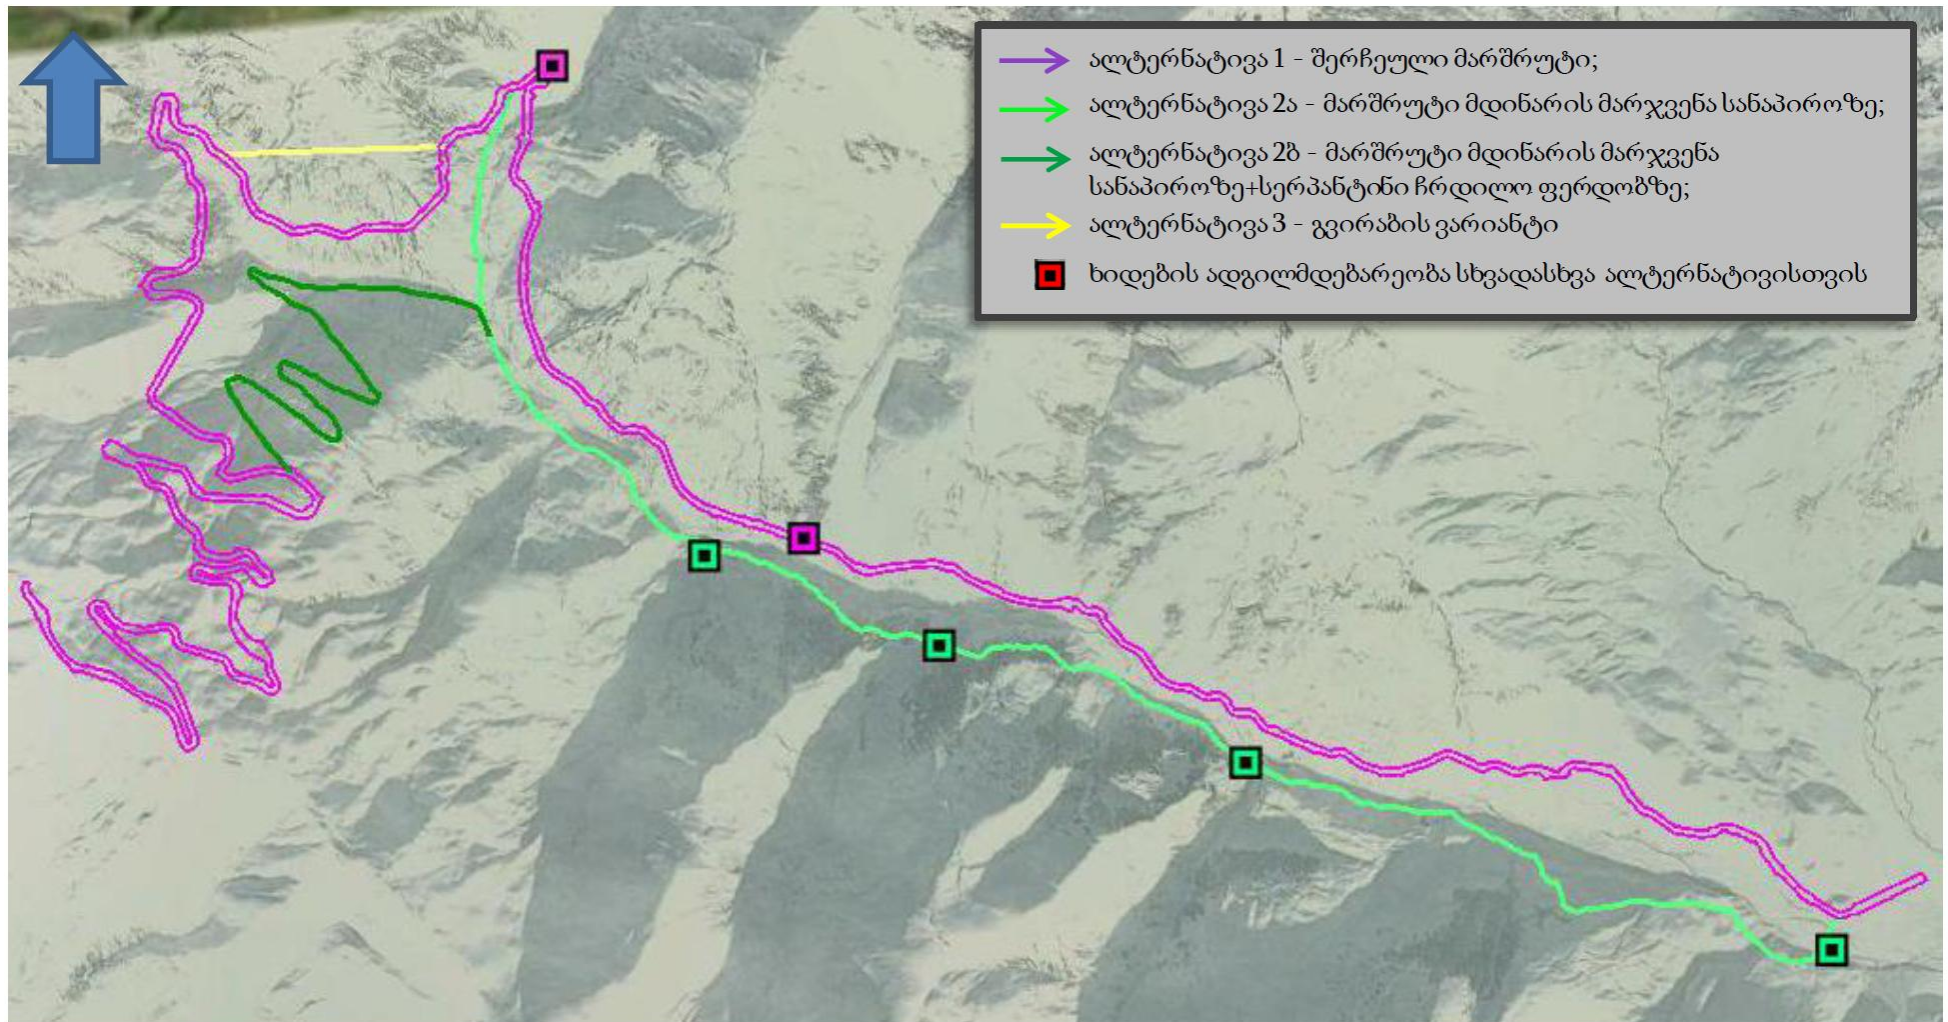 ალტერნატივა 1 - შერჩეული მარშრუტი;
ალტერნატივა 2ა - მარშრუტი მდინარის მარჯვენა სანაპიროზე;
ალტერნატივა 2ბ - მარშრუტი მდინარის მარჯვენა
სანაპიროზე+სერპანტინი ჩრდილო ფერდობზე;
ალტერნატივა 3 - გვირაბის ვარიანტი
ხიდების ადგილმდებარეობა სხვადასხვა ალტერნატივისთვის